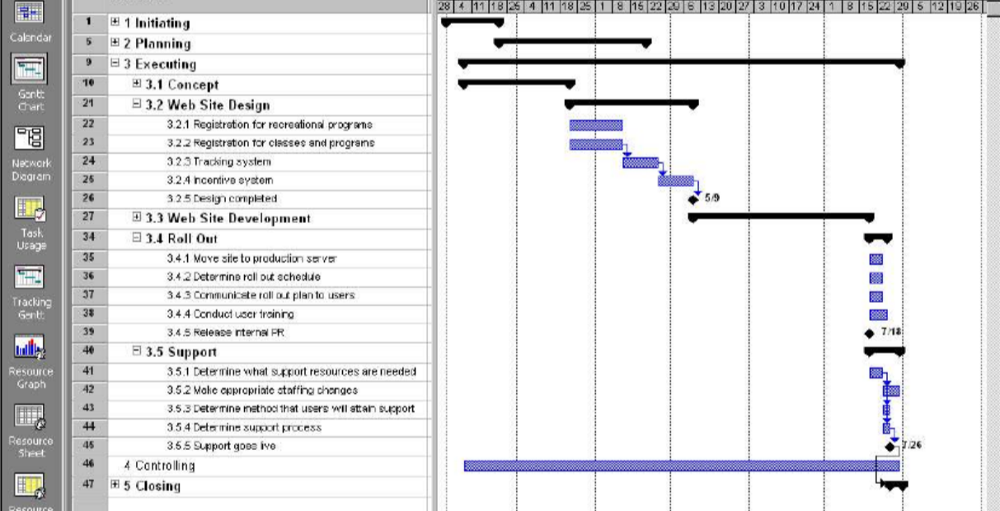 28 4 11 18 25 4 11 18 25 1 8 15 22 29 6 13 20 27 3 10 17 24 1 8 15 22 29 5 12 19 26
Calendar
Gantt
Chart
Network
Diagram
Task
Usage
Tracking
Gantt
Resource
Graph
Resource
Sheet
Resource
1 1 Initiating
5 2 Planning
9 3 Executing
10 3.1 Concept
21 3.2 Web Site Design
22 3.2.1 Registration for recreational programs
23 3.2.2 Registration for classes and programs
24 3.2.3 Tracking system
25 3.2.4 Incentive system
26 3.2.5 Design completed 5/9
27 3.3 Web Site Development
34 3.4 Roll Out
35 3.4.1 Move site to production server
36 3.4.2 Determine roll out schedule
37 3.4.3 Communicate roll out plan to users
38 3.4.4 Conduct user training
39 3.4.5 Release internal PR 7/18
40 3.5 Support
41 3.5.1 Determine what support resources are needed
42 3.5.2 Make appropriate staffing changes
43 3.5.3 Determine method that users will attain support
44 3.5.4 Determine support process
45 3.5.5 Support goes live 7/26
46 4 Controlling
47 5 Closing